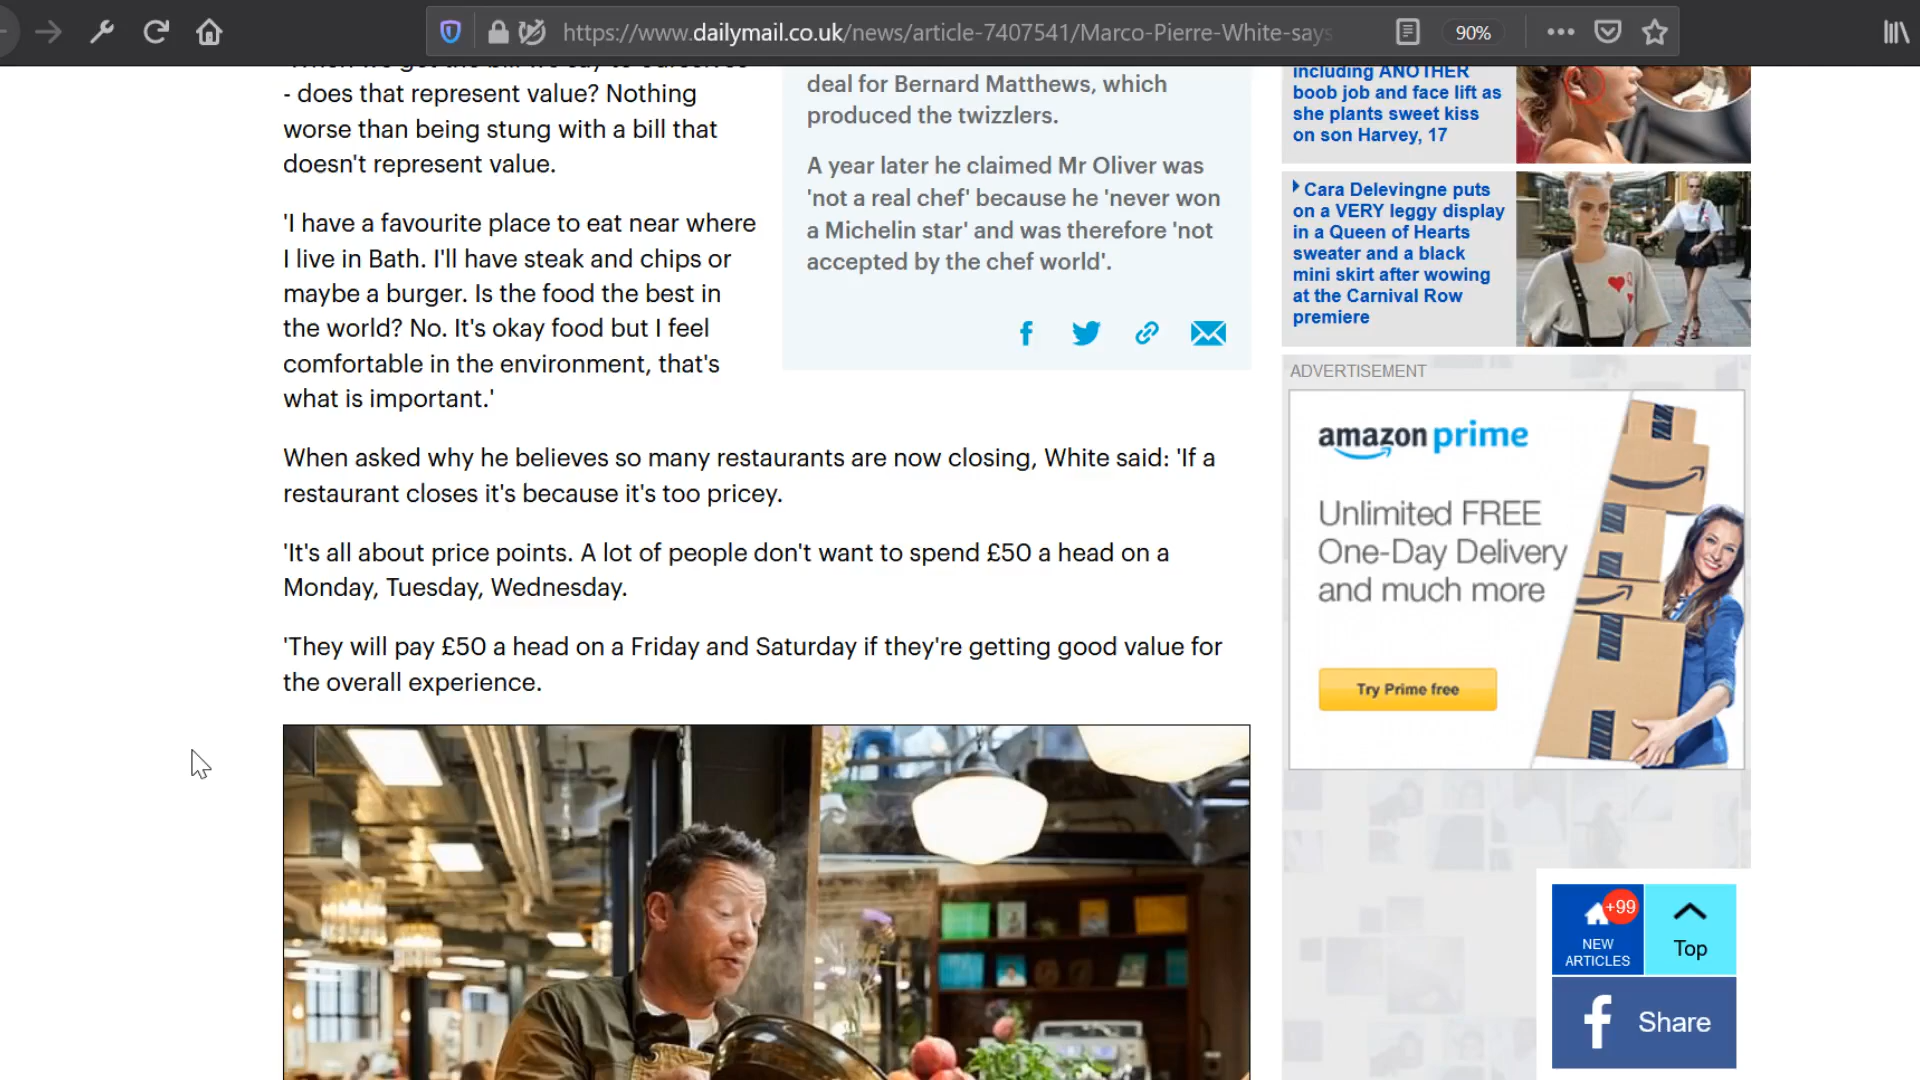 https://www.dailymail.co.uk/news/article-7407541/Marco-Pierre-White-says
90%
- does that represent value? Nothing
worse than being stung with a bill that
doesn't represent value.
'I have a favourite place to eat near where
I live in Bath. I'll have steak and chips or
maybe a burger. Is the food the best in
the world? No. It's okay food but I feel
comfortable in the environment, that's
what is important.'
deal for Bernard Matthews, which
produced the twizzlers.
A year later he claimed Mr Oliver was
'not a real chef' because he 'never won
a Michelin star' and was therefore 'not
accepted by the chef world'.
When asked why he believes so many restaurants are now closing, White said: 'If a
restaurant closes it's because it's too pricey.
'It's all about price points. A lot of people don't want to spend £50 a head on a
Monday, Tuesday, Wednesday.
'They will pay £50 a head on a Friday and Saturday if they're getting good value for
the overall experience.
including ANOTHER
boob job and face lift as
she plants sweet kiss
on son Harvey, 17
Cara Delevingne puts
on a VERY leggy display
in a Queen of Hearts
sweater and a black
mini skirt after wowing
at the Carnival Row
premiere
ADVERTISEMENT
amazon prime
Unlimited FREE
One-Day Delivery
and much more
Try Prime free
+99
NEW
ARTICLES
Top
Share